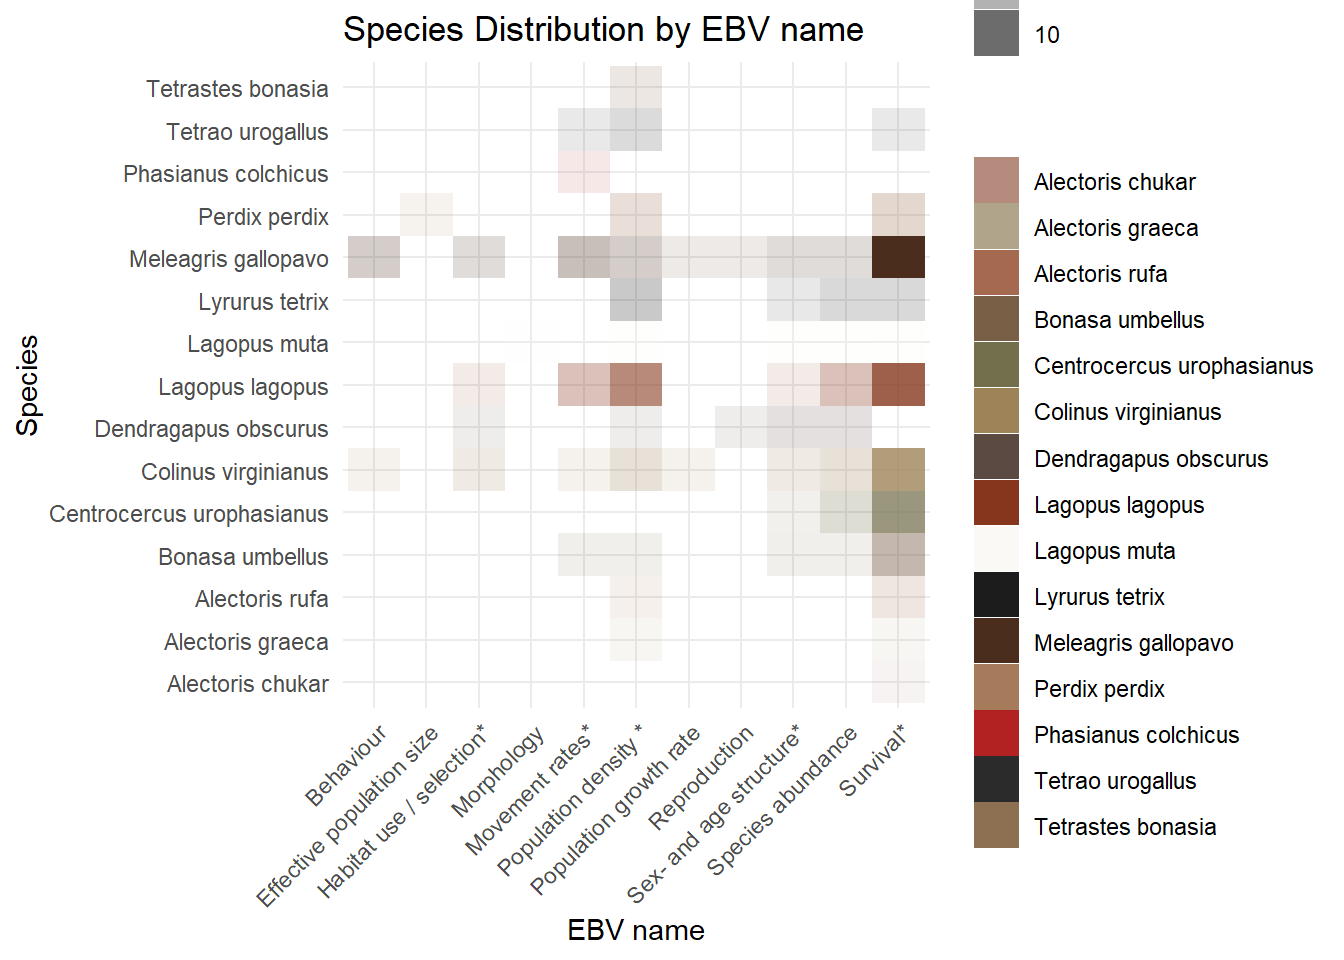 Species Distribution by EBV name
10
Tetrastes bonasia
Tetrao urogallus
Phasianus colchicus
Perdix perdix
Meleagris gallopavo
Lyrurus tetrix
Lagopus muta
Lagopus lagopus
Dendragapus obscurus
Colinus virginianus
Centrocercus urophasianus
Bonasa umbellus
Alectoris rufa
Alectoris graeca
Alectoris chukar
Species
Behaviour
Effective population size
Habitat use / selection*
Morphology
Movement rates*
Population density *
Population growth rate
Reproduction
Sex- and age structure*
Species abundance
Survival*
EBV name
Alectoris chukar
Alectoris graeca
Alectoris rufa
Bonasa umbellus
Centrocercus urophasianus
Colinus virginianus
Dendragapus obscurus
Lagopus lagopus
Lagopus muta
Lyrurus tetrix
Meleagris gallopavo
Perdix perdix
Phasianus colchicus
Tetrao urogallus
Tetrastes bonasia